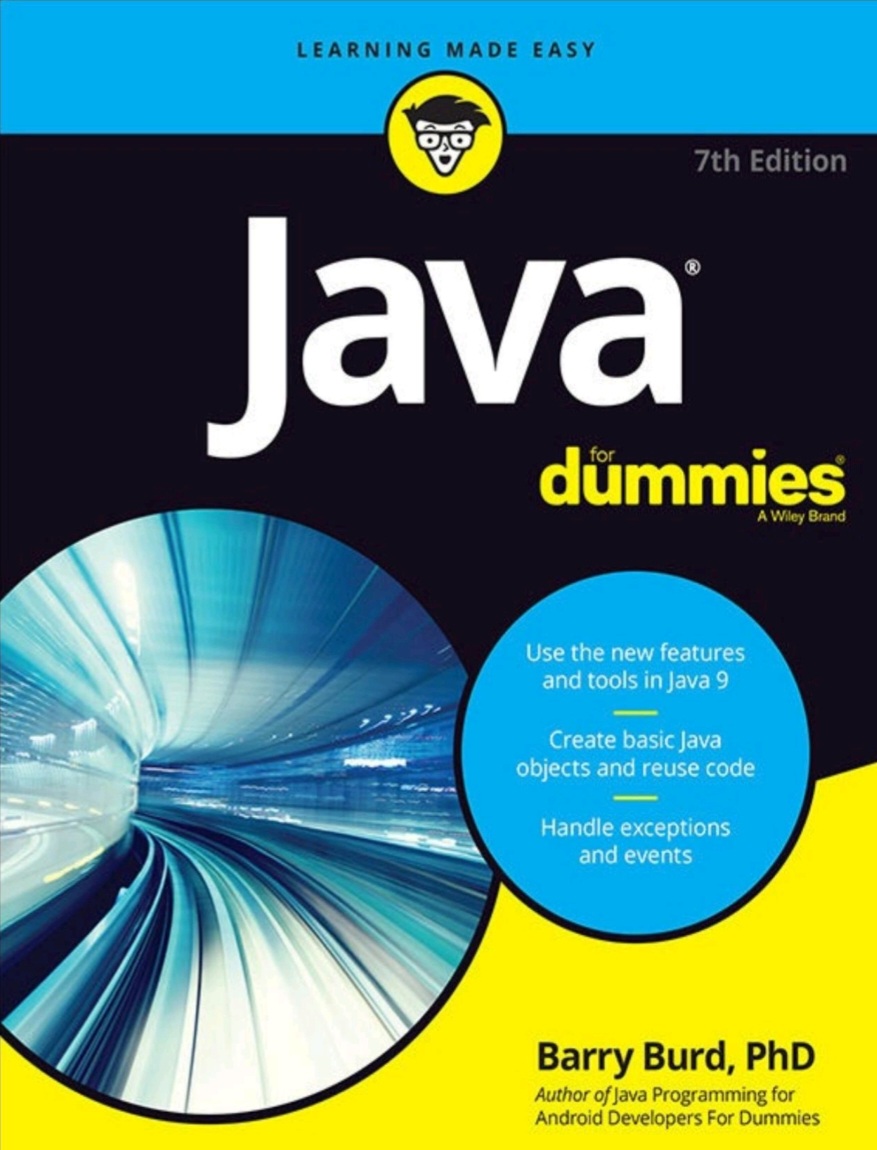 LEARNING MADE EASY
7th Edition
Java®
for
dummies®
A Wiley Brand
Use the new features
and tools in Java 9
Create basic Java
objects and reuse code
Handle exceptions
and events
Barry Burd, PhD
Author of Java Programming for
Android Developers For Dummies